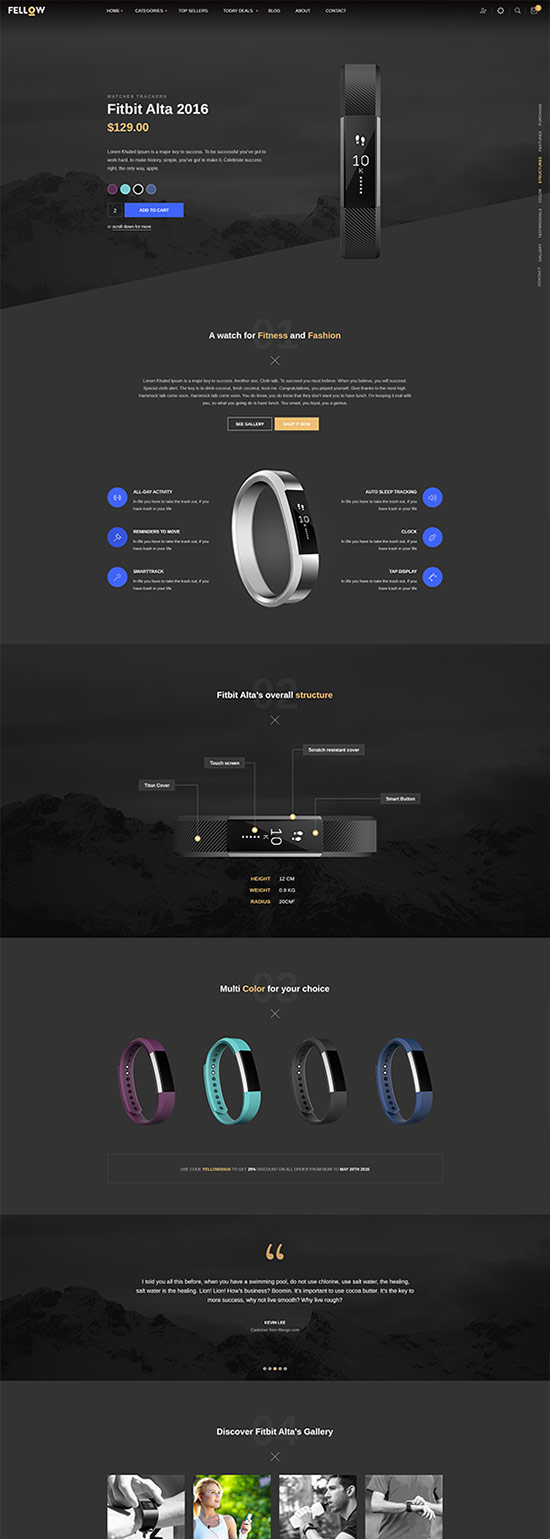 FELLOW
HOME
CATEGORIES
TOP SELLERS
TODAY DEALS
BLOG
ABOUT
CONTACT
WATCHES TRACKERS
Fitbit Alta 2016
$129.00
Lorem Khaled Ipsum is a major key to success. To be successful you've got to
work hard, to make history, simple, you've got to make it. Celebrate success
right, the only way, apple.
2
ADD TO CART
or scroll down for more
10
K
PURCHASE
FEATURES
STRUCTURES
COLOR
TESTIMONIALS
GALLERY
CONTACT
01
A watch for Fitness and Fashion
Lorem Khaled Ipsum is a major key to success. Another one. Cloth talk. To succeed you must believe. When you believe, you will succeed.
Special cloth alert. The key is to drink coconut, fresh coconut, trust me. Congratulations, you played yourself. Give thanks to the most high.
Hammock talk come soon. Hammock talk come soon. You do know, you do know that they don't want you to have lunch. I'm keeping it real with
you, so what you going do is have lunch. You smart, you loyal, you a genius.
SEE GALLERY
SHOP IT NOW
ALL-DAY ACTIVITY
In life you have to take the trash out, if you
have trash in your life
REMINDERS TO MOVE
In life you have to take the trash out, if you
have trash in your life
SMARTTRACK
In life you have to take the trash out, if you
have trash in your life
10
AUTO SLEEP TRACKING
In life you have to take the trash out, if you
have trash in your life
CLOCK
In life you have to take the trash out, if you
have trash in your life
TAP DISPLAY
In life you have to take the trash out, if you
have trash in your life
02
Fitbit Alta's overall structure
Scratch resistant cover
Touch screen
Titan Cover
Smart Button
10
K
HEIGHT 12 CM
WEIGHT 0.9 KG
RADIUS 20CM²
03
Multi Color for your choice
USE CODE FELLOW20016 TO GET 20% DISCOUNT ON ALL ORDER FROM NOW TO MAY 20TH 2016
“
I told you all this before, when you have a swimming pool, do not use chlorine, use salt water, the healing,
salt water is the healing. Lion! Lion! How's business? Boomin. It's important to use cocoa butter. It's the key to
more success, why not live smooth? Why live rough?
KEVIN LEE
Customer from Mango.com
04
Discover Fitbit Alta's Gallery